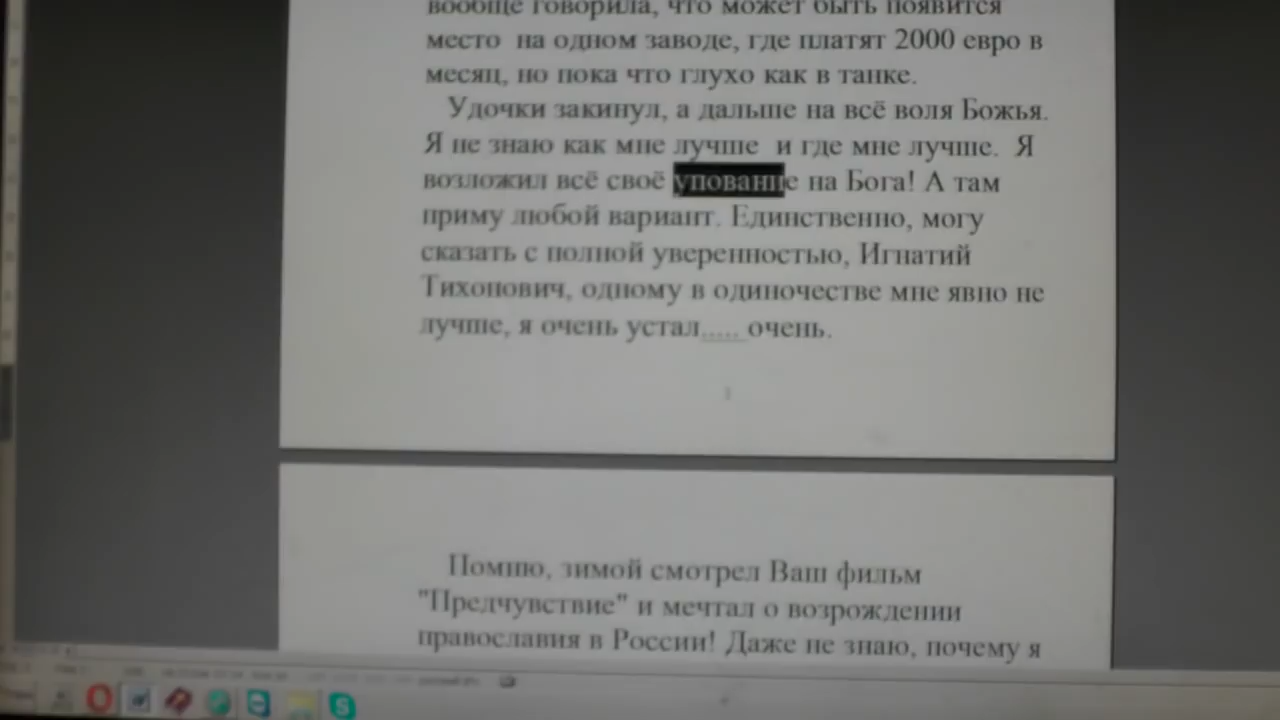 вообще говорила, что может быть появится
место на одном заводе, где платят 2000 евро в
месяц, но пока что глухо как в танке.
Удочки закинул, а дальше на всё воля Божья.
Я не знаю как мне лучше и где мне лучше. Я
возложил всё своё упование на Бога! А там
приму любой вариант. Единственно, могу
сказать с полной уверенностью, Игнатий
Тихонович, одному в одиночестве мне явно не
лучше, я очень устал..... очень.
Помню, зимой смотрел Ваш фильм
"Предчувствие" и мечтал о возрождении
православия в России! Даже не знаю, почему я